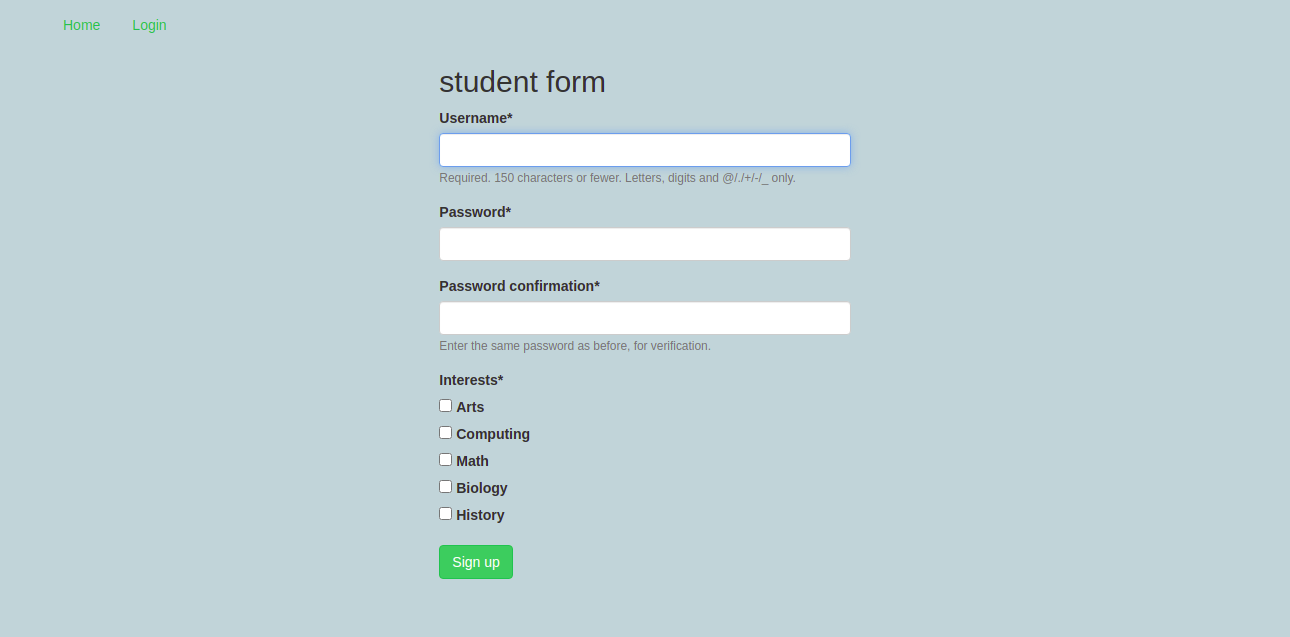 Home Login
student form
Username*
Required. 150 characters or fewer. Letters, digits and @/./+/-/_ only.
Password*
Password confirmation*
Enter the same password as before, for verification.
Interests*
Arts
Computing
Math
Biology
History
Sign up